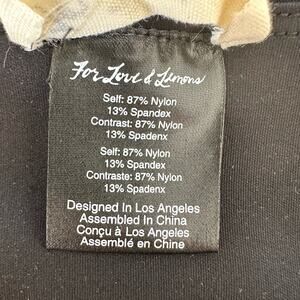 For Love & Lemons
Self: 87% Nylon
13% Spandex
Contrast: 87% Nylon
13% Spadenx
Self: 87% Nylon
13% Spandex
Contraste: 87% Nylon
13% Spadenx
Designed In Los Angeles
Assembled In China
Conçu à Los Angeles
Assemblé en Chine